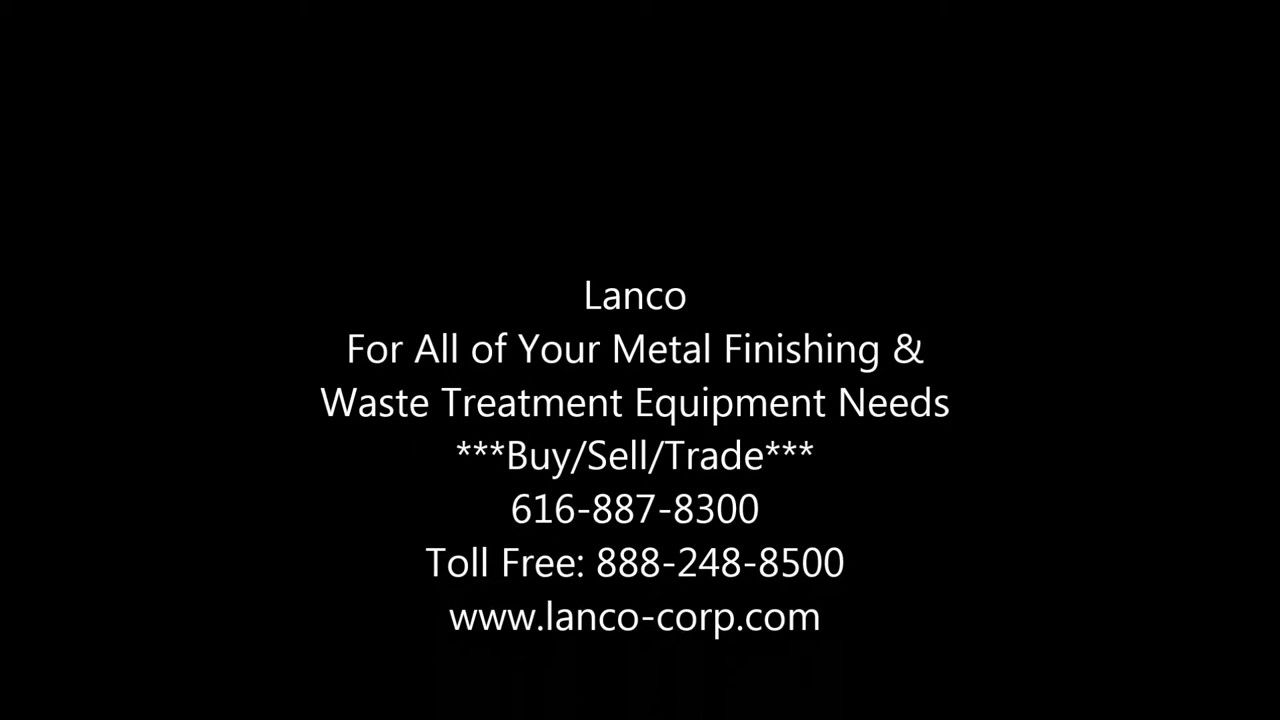 Lanco
For All of Your Metal Finishing &
Waste Treatment Equipment Needs
***Buy/Sell/Trade***
616-887-8300
Toll Free: 888-248-8500
www.lanco-corp.com